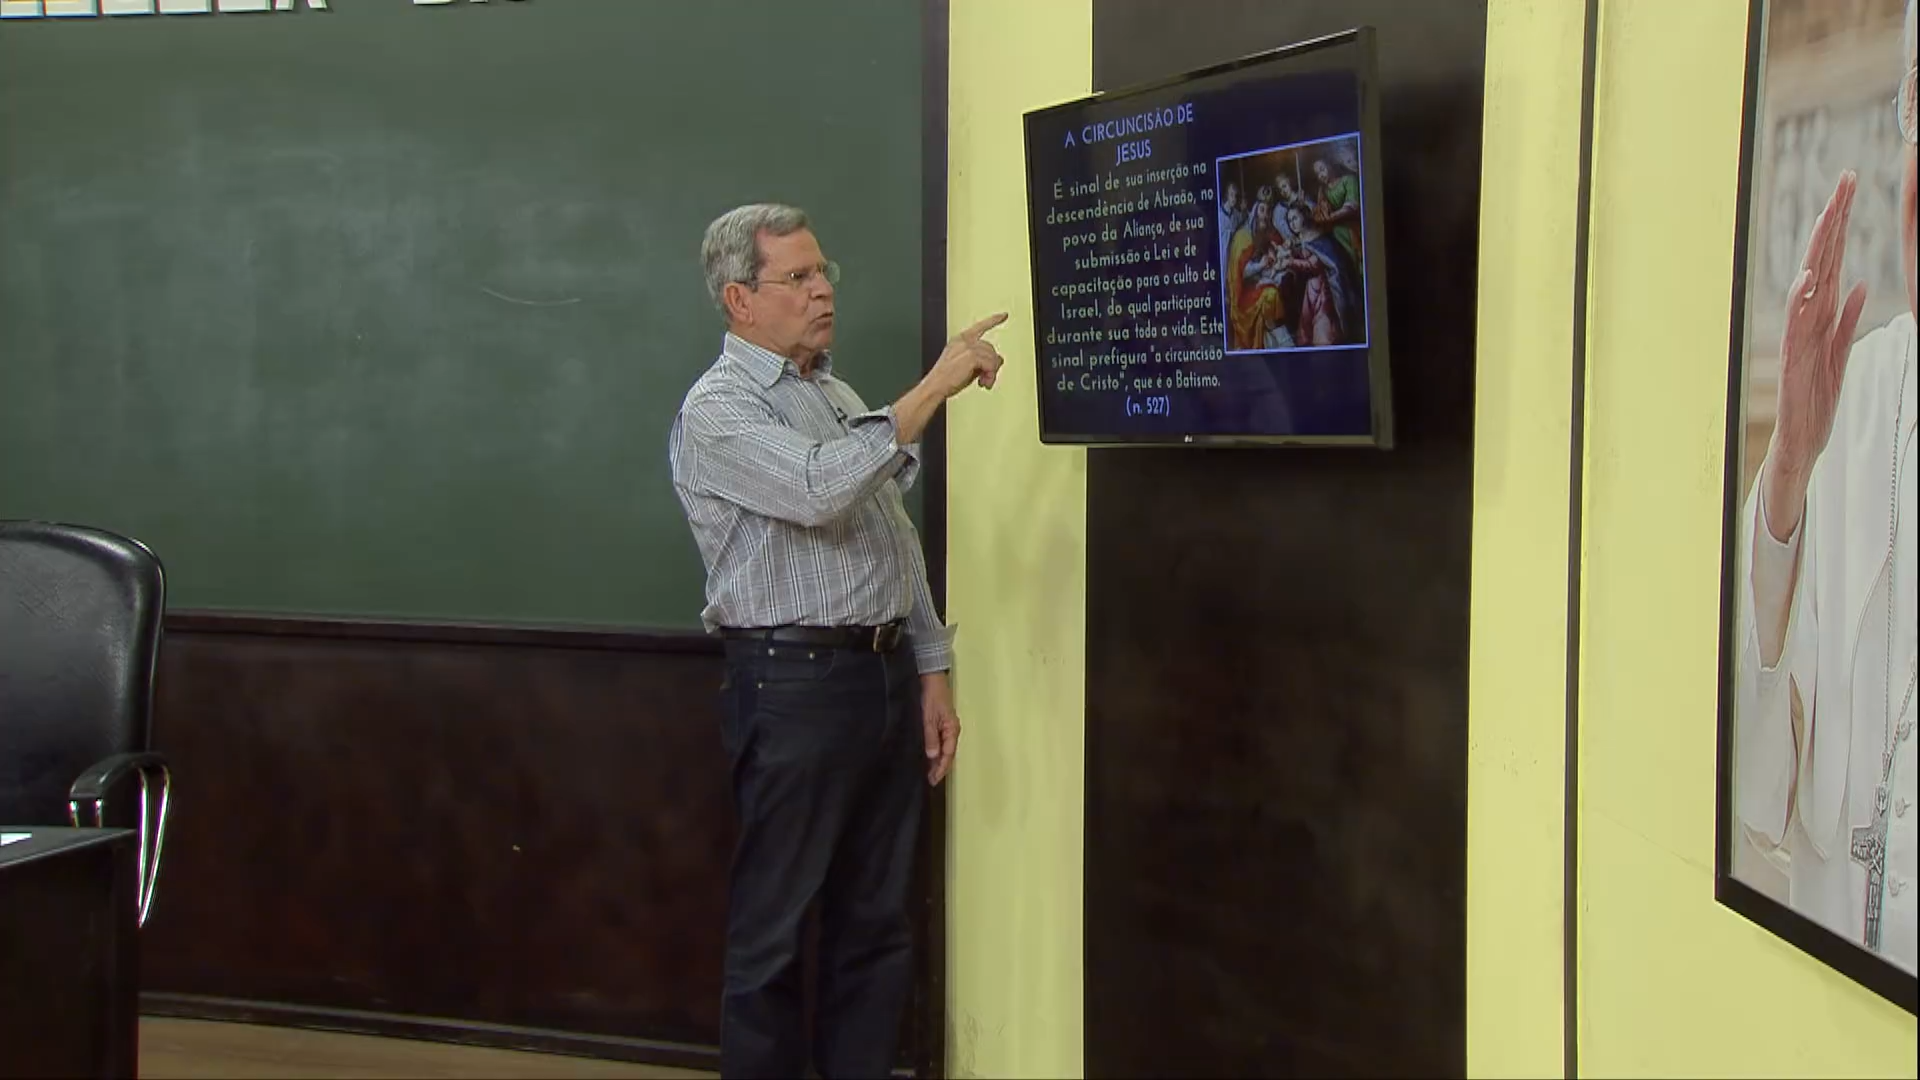 A CIRCUNCISÃO DE
JESUS
É sinal de sua inserção na
descendência de Abraão, no
povo da Aliança, de sua
submissão à Lei e de
capacitação para o culto de
Israel, do qual participará
durante sua toda a vida. Este
sinal prefigura "a circuncisão
de Cristo", que é o Batismo.
(n. 527)
LG